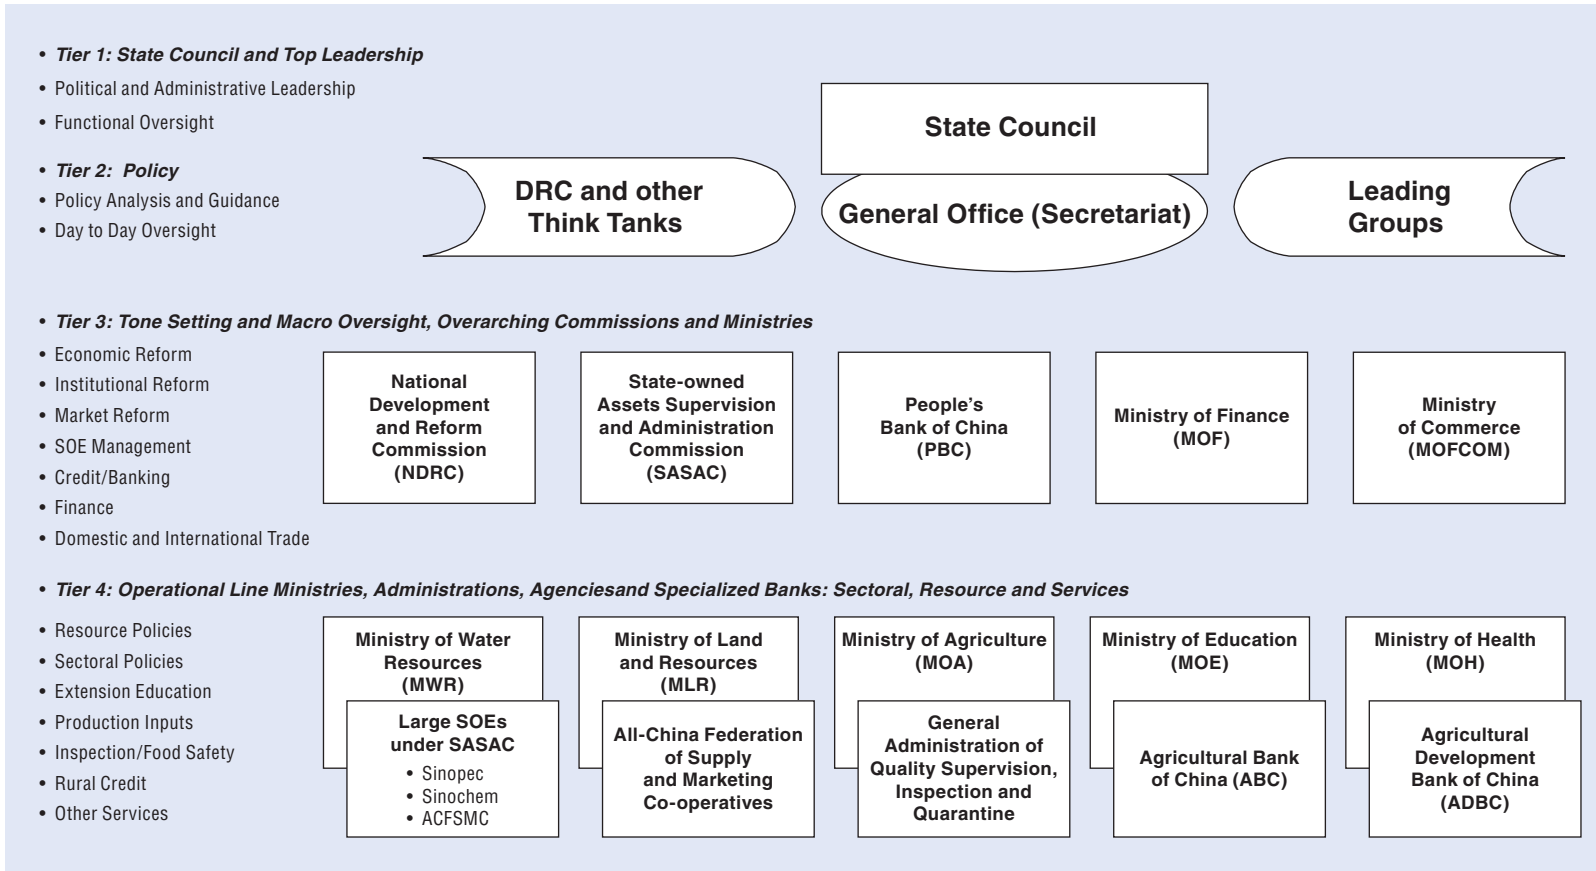 • Tier 1: State Council and Top Leadership
• Political and Administrative Leadership
• Functional Oversight
State Council
• Tier 2:  Policy
• Policy Analysis and Guidance
• Day to Day Oversight
DRC and other
Think Tanks
General Office (Secretariat)
Leading
Groups
• Tier 3: Tone Setting and Macro Oversight, Overarching Commissions and Ministries
• Economic Reform
• Institutional Reform
• Market Reform
• SOE Management
• Credit/Banking
• Finance
• Domestic and International Trade
National
Development
and Reform
Commission
(NDRC)
State-owned
Assets Supervision
and Administration
Commission
(SASAC)
People’s
Bank of China
(PBC)
Ministry of Finance
(MOF)
Ministry
of Commerce
(MOFCOM)
• Tier 4: Operational Line Ministries, Administrations, Agenciesand Specialized Banks: Sectoral, Resource and Services
• Resource Policies
• Sectoral Policies
• Extension Education
• Production Inputs
• Inspection/Food Safety
• Rural Credit
• Other Services
Ministry of Water
Resources
(MWR)
Ministry of Land
and Resources
(MLR)
Ministry of Agriculture
(MOA)
Ministry of Education
(MOE)
Ministry of Health
(MOH)
Large SOEs
under SASAC
• Sinopec
• Sinochem
• ACFSMC
All-China Federation
of Supply
and Marketing
Co-operatives
General
Administration of
Quality Supervision,
Inspection and
Quarantine
Agricultural Bank
of China (ABC)
Agricultural
Development
Bank of China
(ADBC)